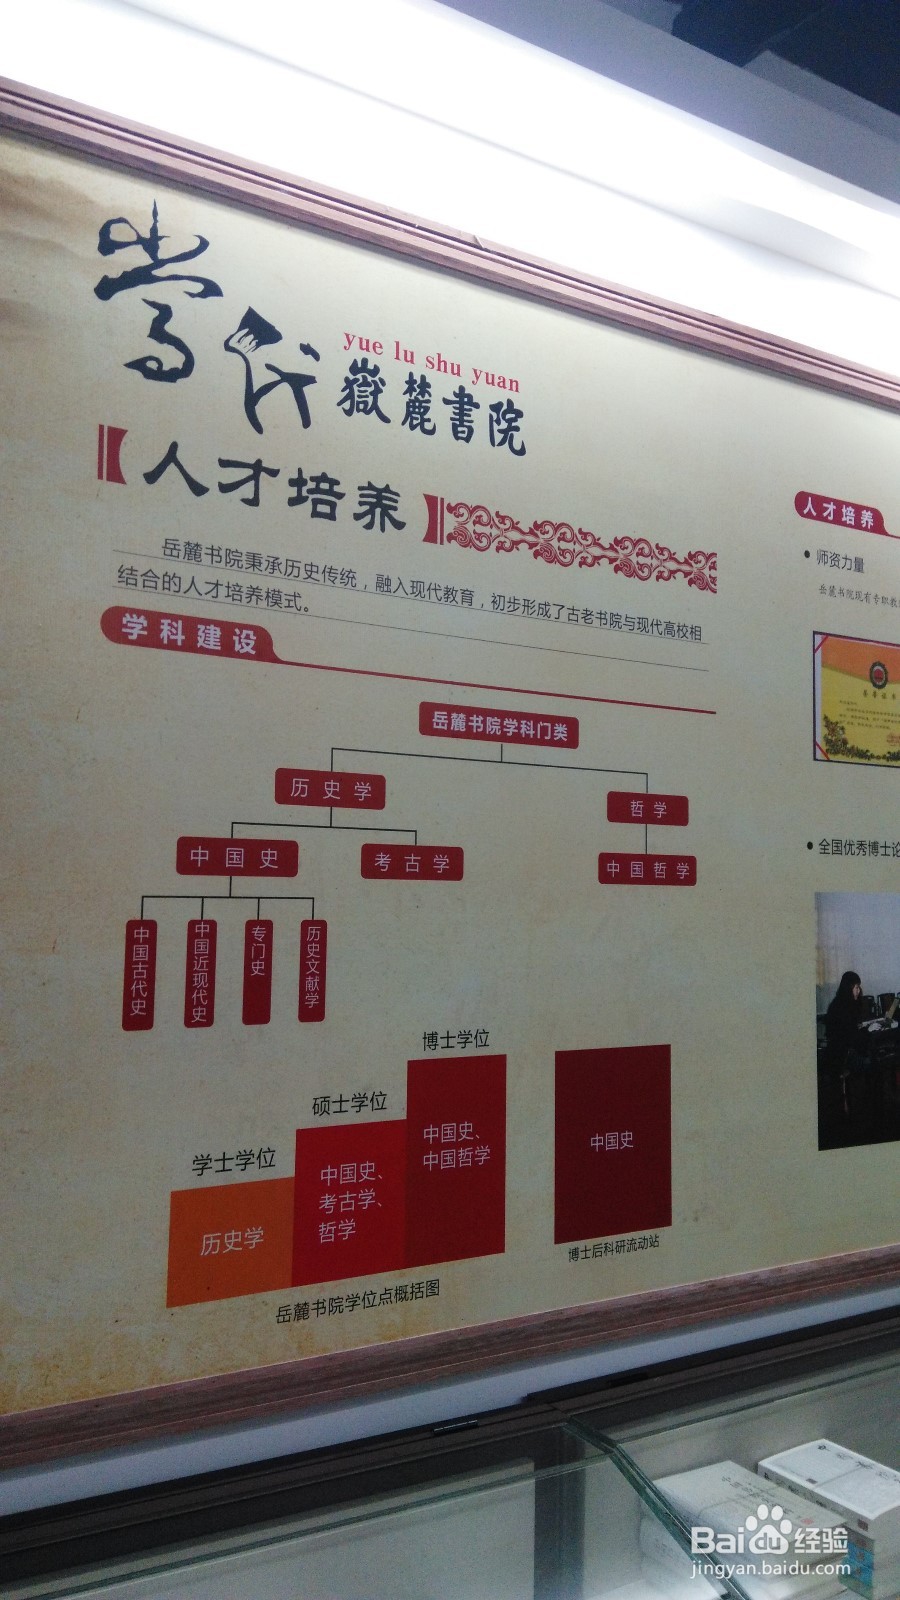 當代
yue lu shu yuan
嶽麓書院
人才培养
岳麓书院秉承历史传统，融入现代教育，初步形成了古老书院与现代高校相
结合的人才培养模式。
学科建设
岳麓书院学科门类
历史学
哲学
中国史
考古学
中国哲学
中国古代史
中国近现代史
专门史
历史文献学
博士学位
硕士学位
学士学位
中国史、
中国哲学
中国史、
考古学、
哲学
历史学
中国史
岳麓书院学位点概括图
博士后科研流动站
人才培养
• 师资力量
岳麓书院现有专职教
• 全国优秀博士论
Baidu经验
jingyan.baidu.com